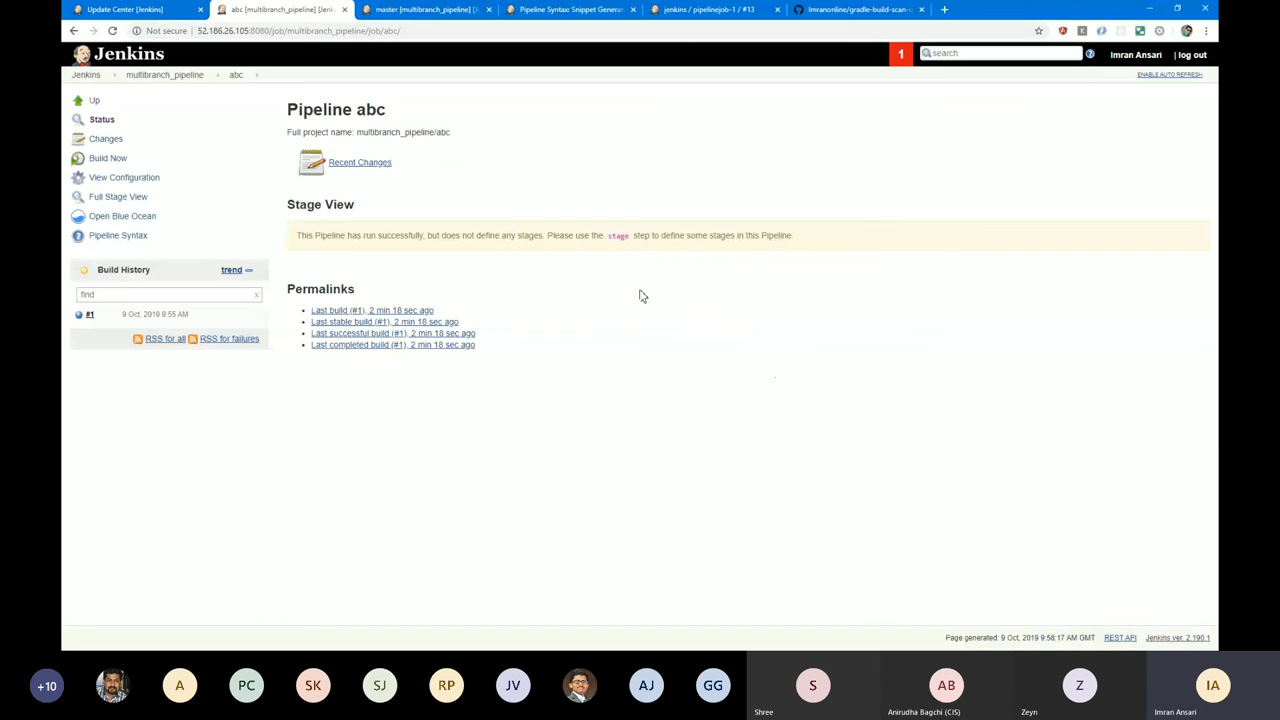 Update Center [Jenkins]
abc [multibranch_pipeline] [Jen
master [multibranch_pipeline] [J
Pipeline Syntax: Snippet Generat
jenkins / pipelinejob-1 / #13
Imranonline/gradle-build-scan-q
Not secure
52.186.26.105:8080/job/multibranch_pipeline/job/abc/
Jenkins
1
search
Imran Ansari
| log out
Jenkins
multibranch_pipeline
abc
ENABLE AUTO REFRESH
Up
Status
Changes
Build Now
View Configuration
Full Stage View
Open Blue Ocean
Pipeline Syntax
Build History
trend
find
x
#1
9 Oct, 2019 9:55 AM
RSS for all
RSS for failures
Pipeline abc
Full project name: multibranch_pipeline/abc
Recent Changes
Stage View
This Pipeline has run successfully, but does not define any stages. Please use the stage step to define some stages in this Pipeline.
Permalinks
Last build (#1), 2 min 18 sec ago
Last stable build (#1), 2 min 18 sec ago
Last successful build (#1), 2 min 18 sec ago
Last completed build (#1), 2 min 18 sec ago
Page generated: 9 Oct, 2019 9:58:17 AM GMT
REST API
Jenkins ver. 2.190.1
+10
A
PC
SK
SJ
RP
JV
AJ
GG
S
Shree
AB
Anirudha Bagchi (CIS)
Z
Zeyn
IA
Imran Ansari